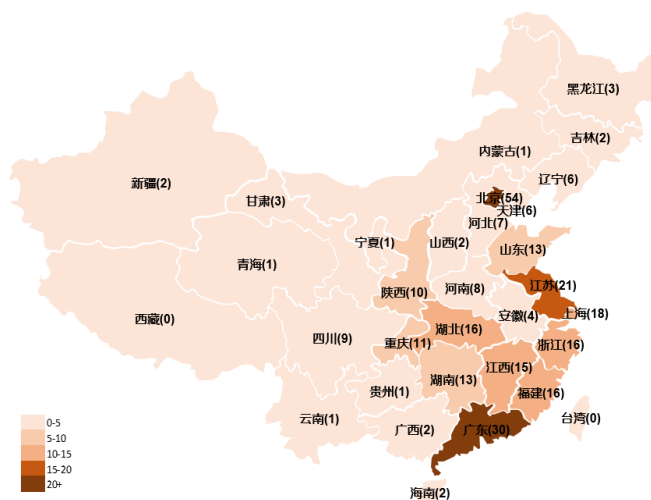 黑龙江(3)
吉林(2)
内蒙古(1)
辽宁(6)
新疆(2)
北京(54)
甘肃(3)
天津(6)
河北(7)
宁夏(1)
山西(2)
山东(13)
青海(1)
江苏(21)
陕西(10)
河南(8)
西藏(0)
安徽(4)
上海(18)
湖北(16)
四川(9)
重庆(11)
浙江(16)
江西(15)
湖南(13)
贵州(1)
福建(16)
云南(1)
台湾(0)
广西(2)
广东(30)
海南(2)
0-5
5-10
10-15
15-20
20+